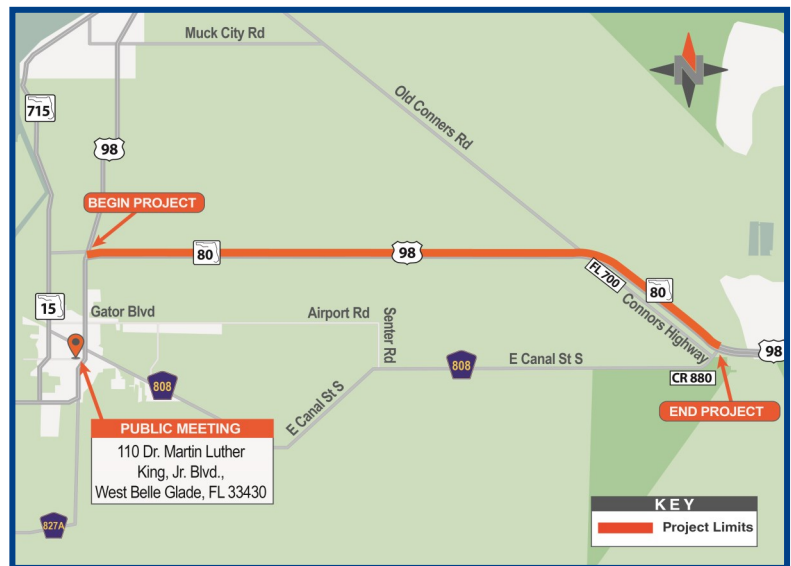 Muck City Rd
N
715
Old Conners Rd
98
BEGIN PROJECT
80
98
FL 700
80
15
Gator Blvd
Airport Rd
Senter Rd
Connors Highway
98
808
E Canal St S
808
E Canal St S
CR 880
END PROJECT
PUBLIC MEETING
110 Dr. Martin Luther
King, Jr. Blvd.,
West Belle Glade, FL 33430
827A
KEY
Project Limits